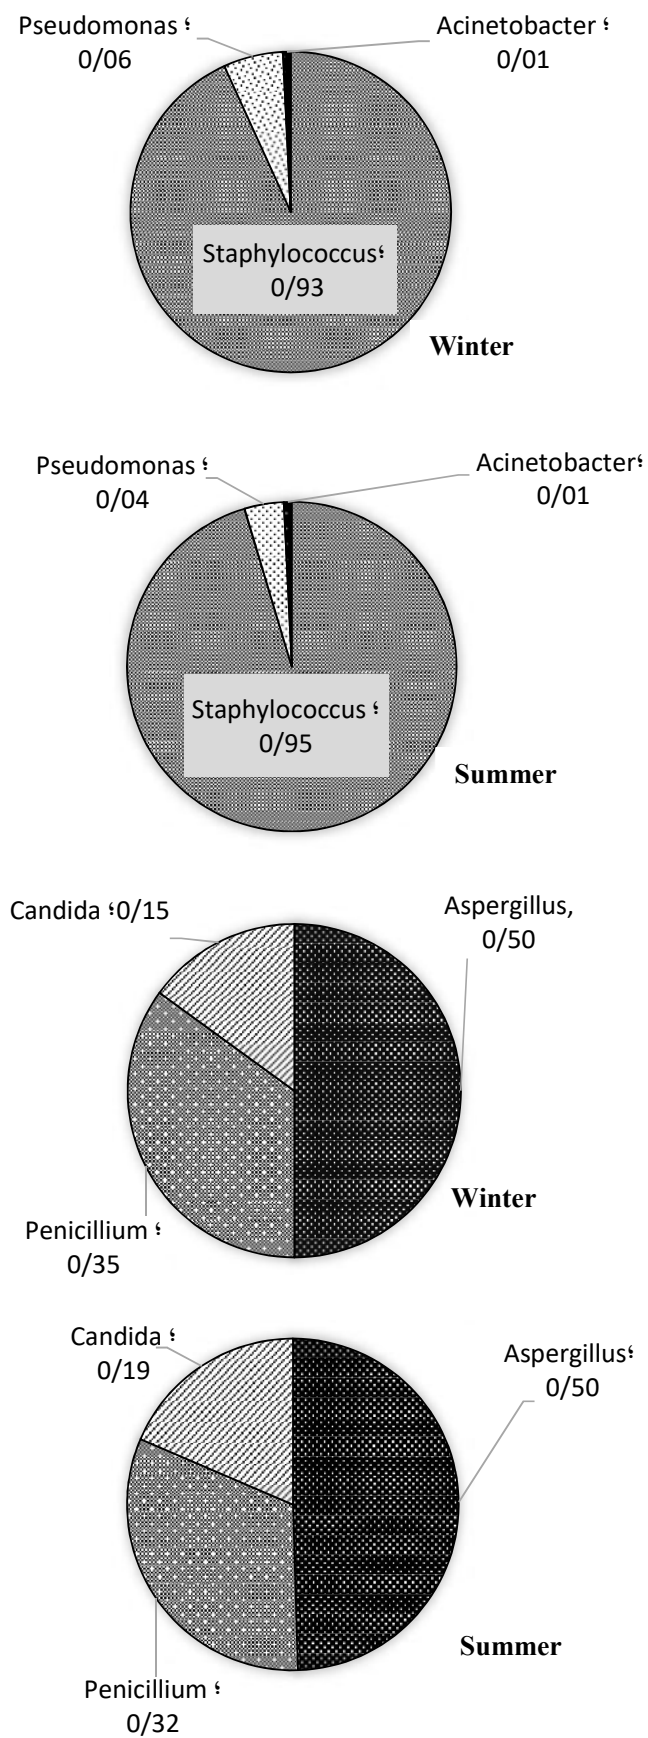 Pseudomonas ؛
0/06
Acinetobacter ؛
0/01
Staphylococcus؛
0/93
Winter
Pseudomonas ؛
0/04
Acinetobacter؛
0/01
Staphylococcus ؛
0/95
Summer
Candida ؛0/15
Aspergillus,
0/50
Penicillium ؛
0/35
Winter
Candida ؛
0/19
Aspergillus؛
0/50
Penicillium ؛
0/32
Summer